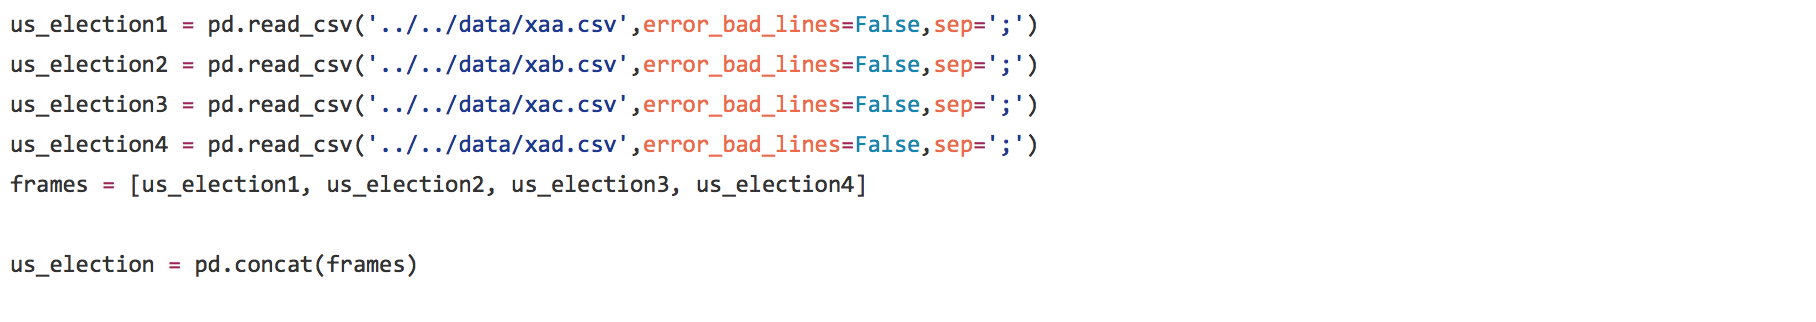 us_election1 = pd.read_csv('../../data/xaa.csv',error_bad_lines=False,sep=';')
us_election2 = pd.read_csv('../../data/xab.csv',error_bad_lines=False,sep=';')
us_election3 = pd.read_csv('../../data/xac.csv',error_bad_lines=False,sep=';')
us_election4 = pd.read_csv('../../data/xad.csv',error_bad_lines=False,sep=';')
frames = [us_election1, us_election2, us_election3, us_election4]
us_election = pd.concat(frames)